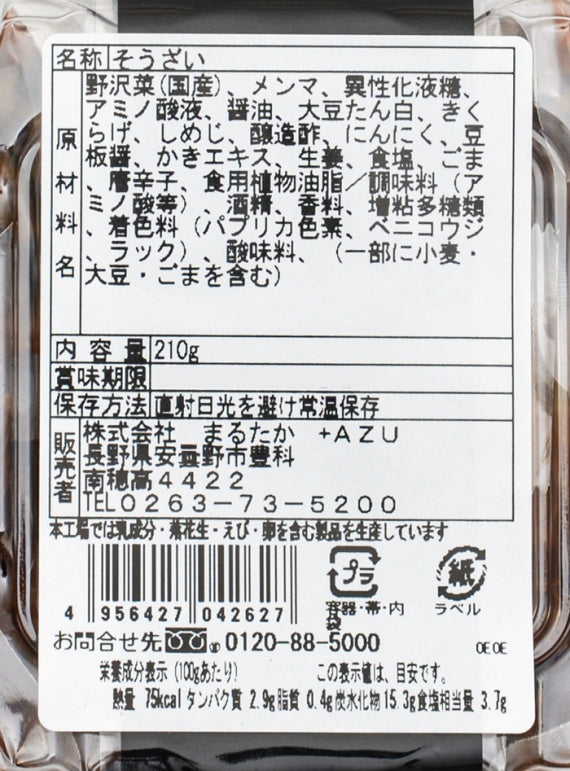 名称 そうざい
原材料名 野沢菜(国産)、メンマ、異性化液糖、
アミノ酸液、醤油、大豆たん白、きく
らげ、しめじ、醸造酢、にんにく、豆
板醤、かきエキス、生姜、食塩、ごま
、唐辛子、食用植物油脂／調味料(ア
ミノ酸等)、酒精、香料、増粘多糖類
、着色料(パプリカ色素、ベニコウジ
、ラック)、酸味料、(一部に小麦・
大豆・ごまを含む)
内容量 210g
賞味期限
保存方法 直射日光を避け常温保存
販売者 株式会社 まるたか +AZU
長野県安曇野市豊科
南穂高4422
TEL0263-73-5200
本工場では乳成分・落花生・えび・卵を含む製品を生産しています
4 956427 042627
プラ
容器・帯・内袋
紙
ラベル
お問合せ先 0120-88-5000
OE OE
栄養成分表示(100gあたり) この表示値は、目安です。
熱量 75kcal タンパク質 2.9g 脂質 0.4g 炭水化物 15.3g 食塩相当量 3.7g